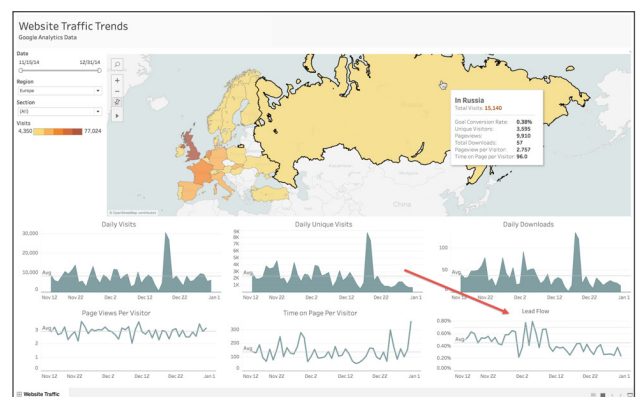 Website Traffic Trends
Google Analytics Data
Date
11/15/14 12/31/14
Region
Europe
Section
(All)
Visits
4,350 77,024
In Russia
Total Visits: 15,140
Goal Conversion Rate: 0.38%
Unique Visitors: 3,595
Pageviews: 9,910
Total Downloads: 57
Pageview per Visitor: 2.757
Time on Page per Visitor: 96.0
China
© OpenStreetMap contributors
Daily Visits
30,000
20,000
10,000
0
Avg
Nov 12 Nov 22 Dec 2 Dec 12 Dec 22 Jan 1
Daily Unique Visits
9K
8K
7K
6K
5K
4K
3K
2K
1K
Avg
Nov 12 Nov 22 Dec 2 Dec 12 Dec 22 Jan 1
Daily Downloads
100
50
Avg
Nov 12 Nov 22 Dec 2 Dec 12 Dec 22 Jan 1
Page Views Per Visitor
3
2
1
0
Avg
Nov 12 Nov 22 Dec 2 Dec 12 Dec 22 Jan 1
Time on Page Per Visitor
300
200
100
0
Avg
Nov 12 Nov 22 Dec 2 Dec 12 Dec 22 Jan 1
Lead Flow
0.80%
0.60%
0.40%
0.20%
0.00%
Avg
Nov 12 Nov 22 Dec 2 Dec 12 Dec 22 Jan 1
Website Traffic